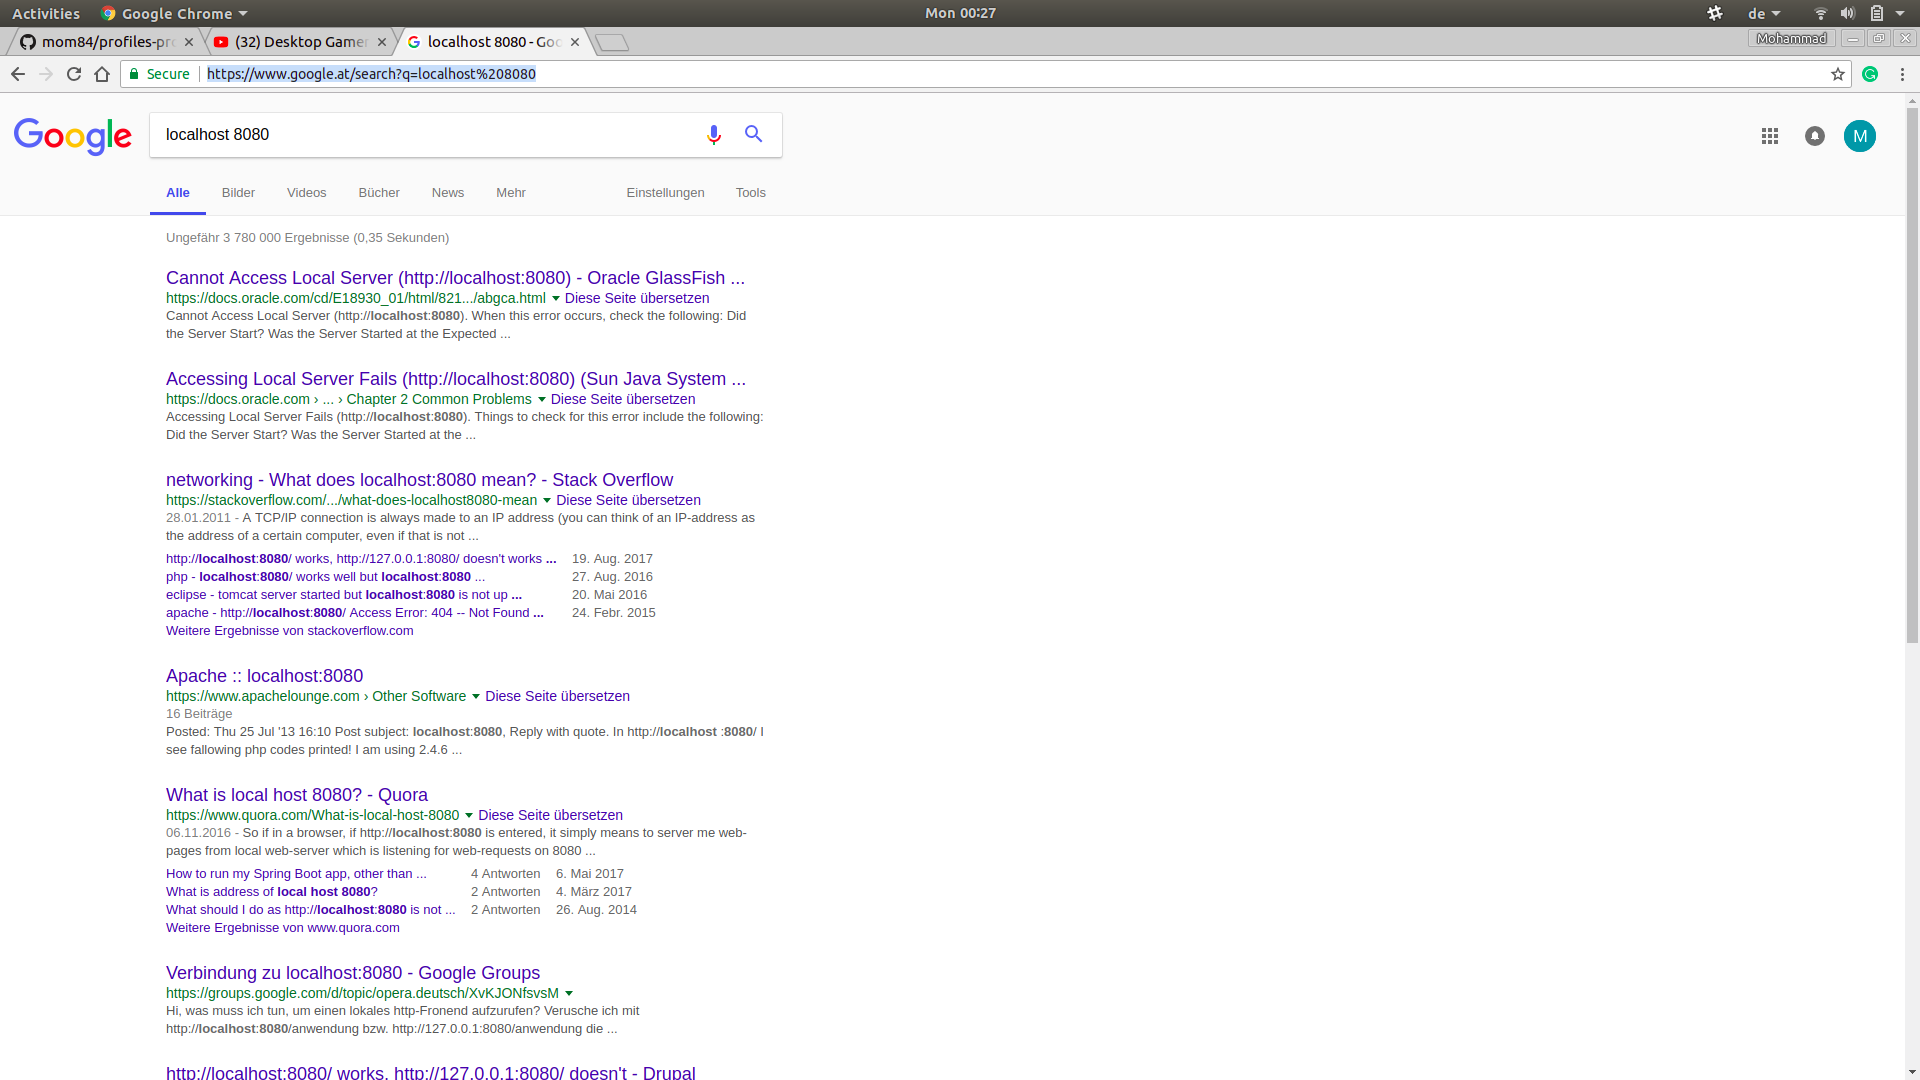 Activities Google Chrome Mon 00:27 de
mom84/profiles-pr (32) Desktop Gamer localhost 8080 - Goo Mohammad
Secure https://www.google.at/search?q=localhost%208080
Google localhost 8080 M
Alle Bilder Videos Bücher News Mehr Einstellungen Tools
Ungefähr 3 780 000 Ergebnisse (0,35 Sekunden)
Cannot Access Local Server (http://localhost:8080) - Oracle GlassFish ...
https://docs.oracle.com/cd/E18930_01/html/821.../abgca.html Diese Seite übersetzen
Cannot Access Local Server (http://localhost:8080). When this error occurs, check the following: Did
the Server Start? Was the Server Started at the Expected ...
Accessing Local Server Fails (http://localhost:8080) (Sun Java System ...
https://docs.oracle.com › ... › Chapter 2 Common Problems Diese Seite übersetzen
Accessing Local Server Fails (http://localhost:8080). Things to check for this error include the following:
Did the Server Start? Was the Server Started at the ...
networking - What does localhost:8080 mean? - Stack Overflow
https://stackoverflow.com/.../what-does-localhost8080-mean Diese Seite übersetzen
28.01.2011 - A TCP/IP connection is always made to an IP address (you can think of an IP-address as
the address of a certain computer, even if that is not ...
http://localhost:8080/ works, http://127.0.0.1:8080/ doesn't works ... 19. Aug. 2017
php - localhost:8080/ works well but localhost:8080 ... 27. Aug. 2016
eclipse - tomcat server started but localhost:8080 is not up ... 20. Mai 2016
apache - http://localhost:8080/ Access Error: 404 -- Not Found ... 24. Febr. 2015
Weitere Ergebnisse von stackoverflow.com
Apache :: localhost:8080
https://www.apachelounge.com › Other Software Diese Seite übersetzen
16 Beiträge
Posted: Thu 25 Jul '13 16:10 Post subject: localhost:8080, Reply with quote. In http://localhost :8080/ I
see fallowing php codes printed! I am using 2.4.6 ...
What is local host 8080? - Quora
https://www.quora.com/What-is-local-host-8080 Diese Seite übersetzen
06.11.2016 - So if in a browser, if http://localhost:8080 is entered, it simply means to server me web-
pages from local web-server which is listening for web-requests on 8080 ...
How to run my Spring Boot app, other than ... 4 Antworten 6. Mai 2017
What is address of local host 8080? 2 Antworten 4. März 2017
What should I do as http://localhost:8080 is not ... 2 Antworten 26. Aug. 2014
Weitere Ergebnisse von www.quora.com
Verbindung zu localhost:8080 - Google Groups
https://groups.google.com/d/topic/opera.deutsch/XvKJONfsvsM
Hi, was muss ich tun, um einen lokales http-Fronend aufzurufen? Verusche ich mit
http://localhost:8080/anwendung bzw. http://127.0.0.1:8080/anwendung die ...
http://localhost:8080/ works, http://127.0.0.1:8080/ doesn't - Drupal